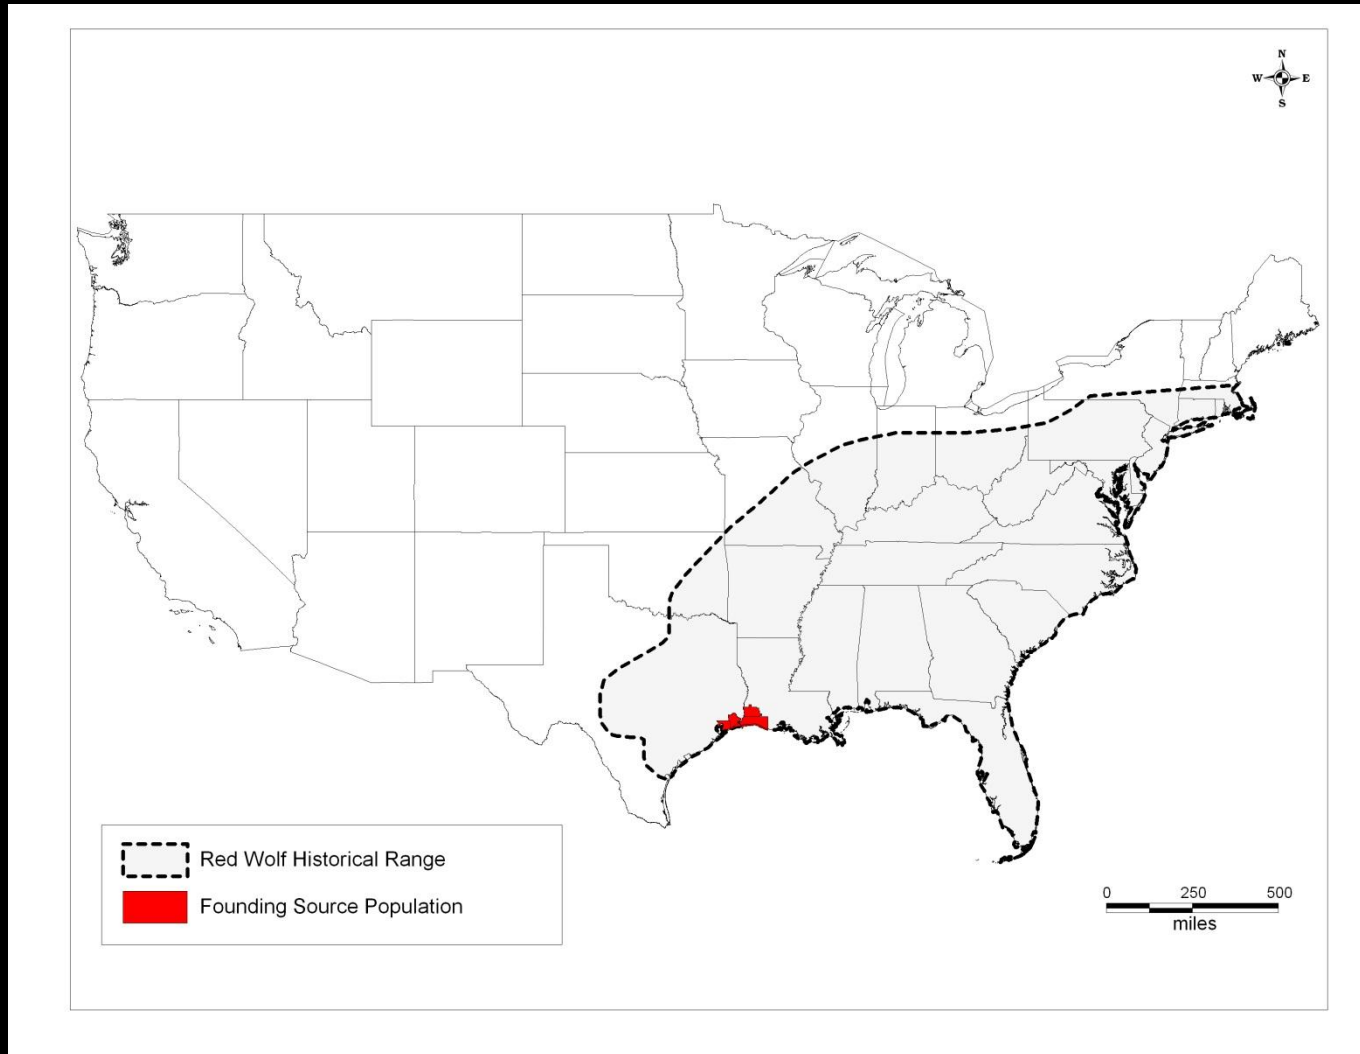 N
W E
S
Red Wolf Historical Range
Founding Source Population
0 250 500
miles